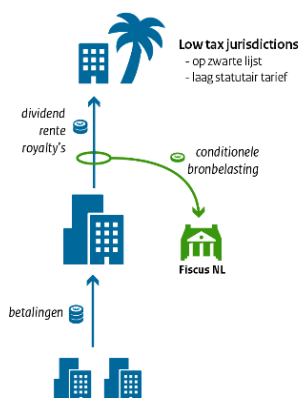 Low tax jurisdictions
- op zwarte lijst
- laag statutair tarief
dividend
rente
royalty's
conditionele
bronbelasting
Fiscus NL
betalingen